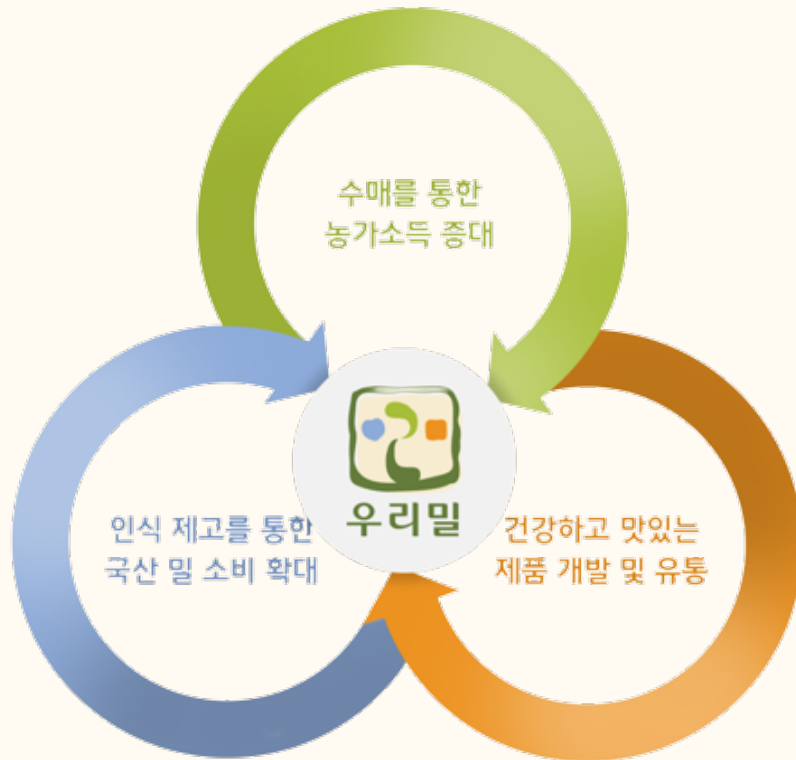 수매를 통한
농가소득 증대
우리밀
인식 제고를 통한
국산 밀 소비 확대
건강하고 맛있는
제품 개발 및 유통